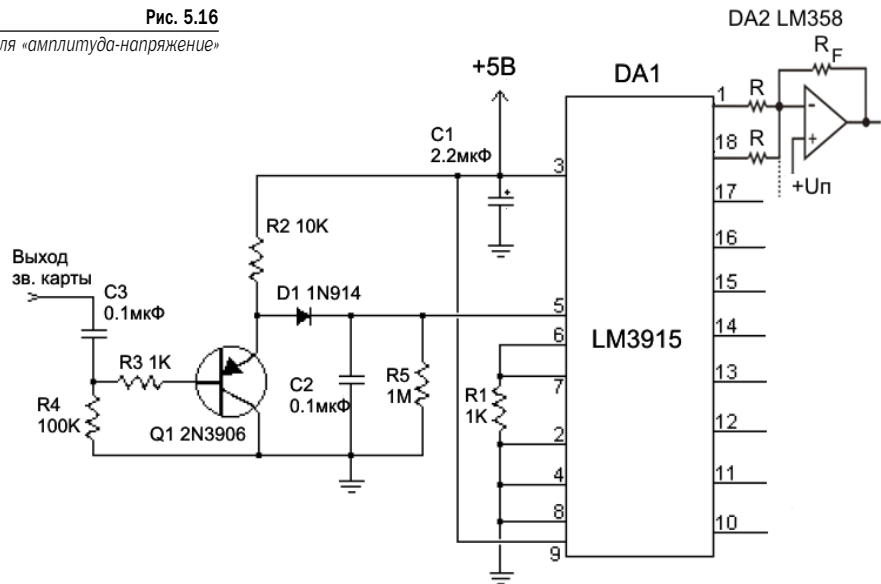 Рис. 5.16
ля «амплитуда-напряжение»
DA2 LM358
R
F
+5В
DA1
1
R
C1
2.2мкФ
18
R
3
+Uп
17
R2 10K
16
Выход
зв. карты
C3
0.1мкФ
D1 1N914
15
5
6
LM3915
14
R3 1K
C2
0.1мкФ
R5
1M
R1
1K
7
13
R4
100K
Q1 2N3906
2
12
4
11
8
10
9